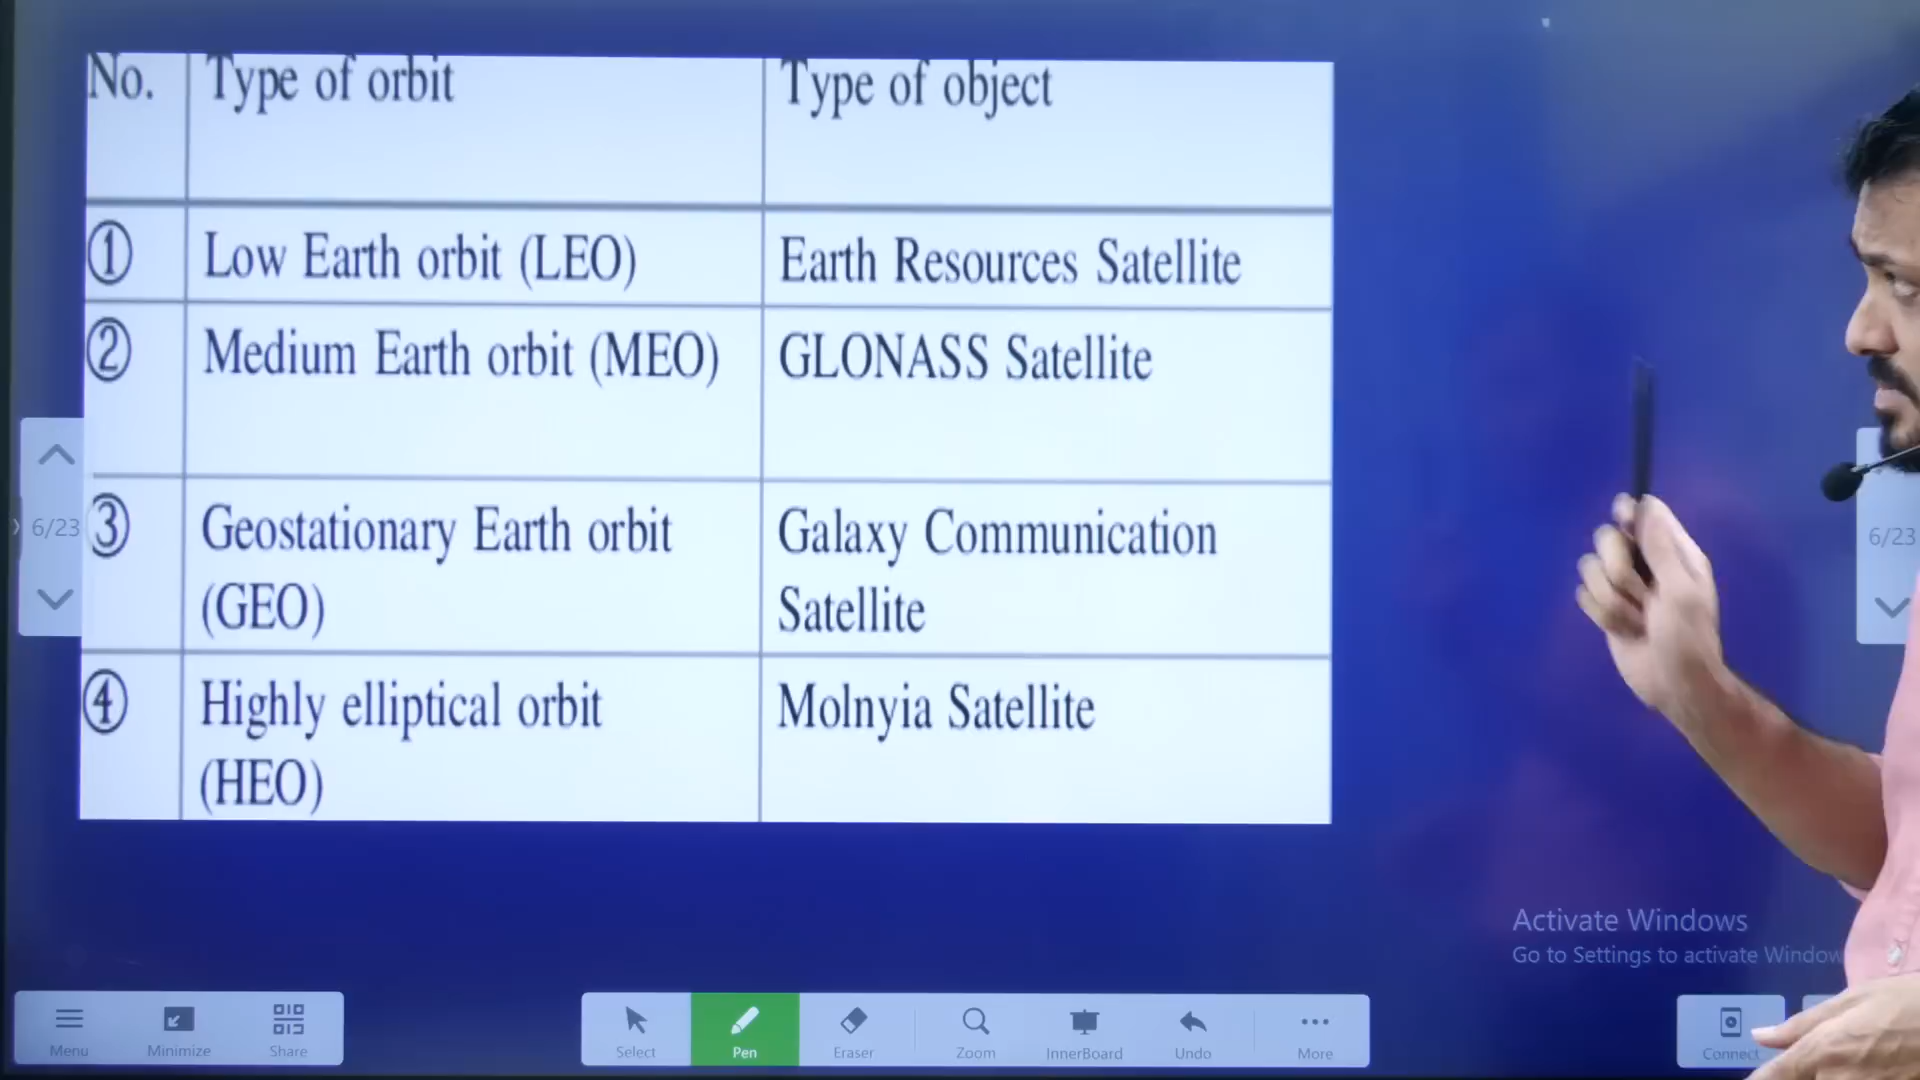 No. Type of orbit Type of object
① Low Earth orbit (LEO) Earth Resources Satellite
② Medium Earth orbit (MEO) GLONASS Satellite
③ Geostationary Earth orbit Galaxy Communication
(GEO) Satellite
④ Highly elliptical orbit Molnyia Satellite
(HEO)
6/23
6/23
Activate Windows
Go to Settings to activate Window
Menu Minimize Share Select Pen Eraser Zoom InnerBoard Undo More Connect